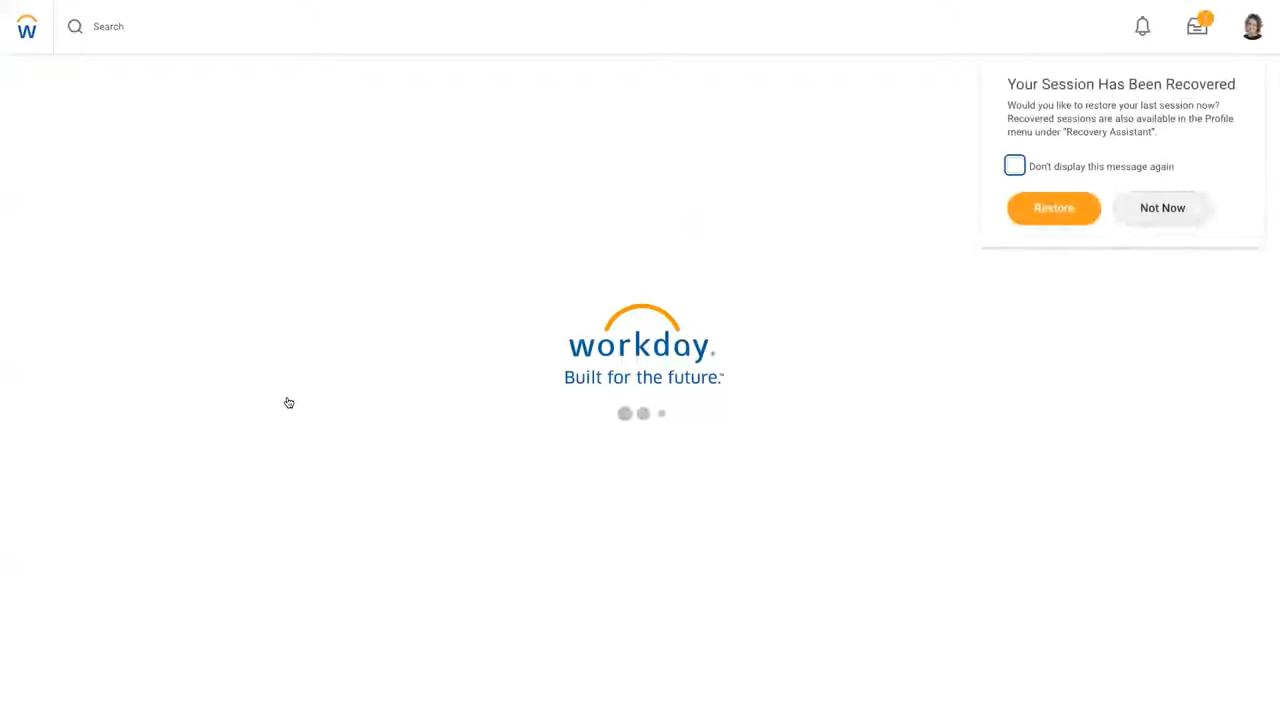 W
Search
Your Session Has Been Recovered
Would you like to restore your last session now?
Recovered sessions are also available in the Profile
menu under "Recovery Assistant".
Don't display this message again
Restore
Not Now
workday®
Built for the future.™